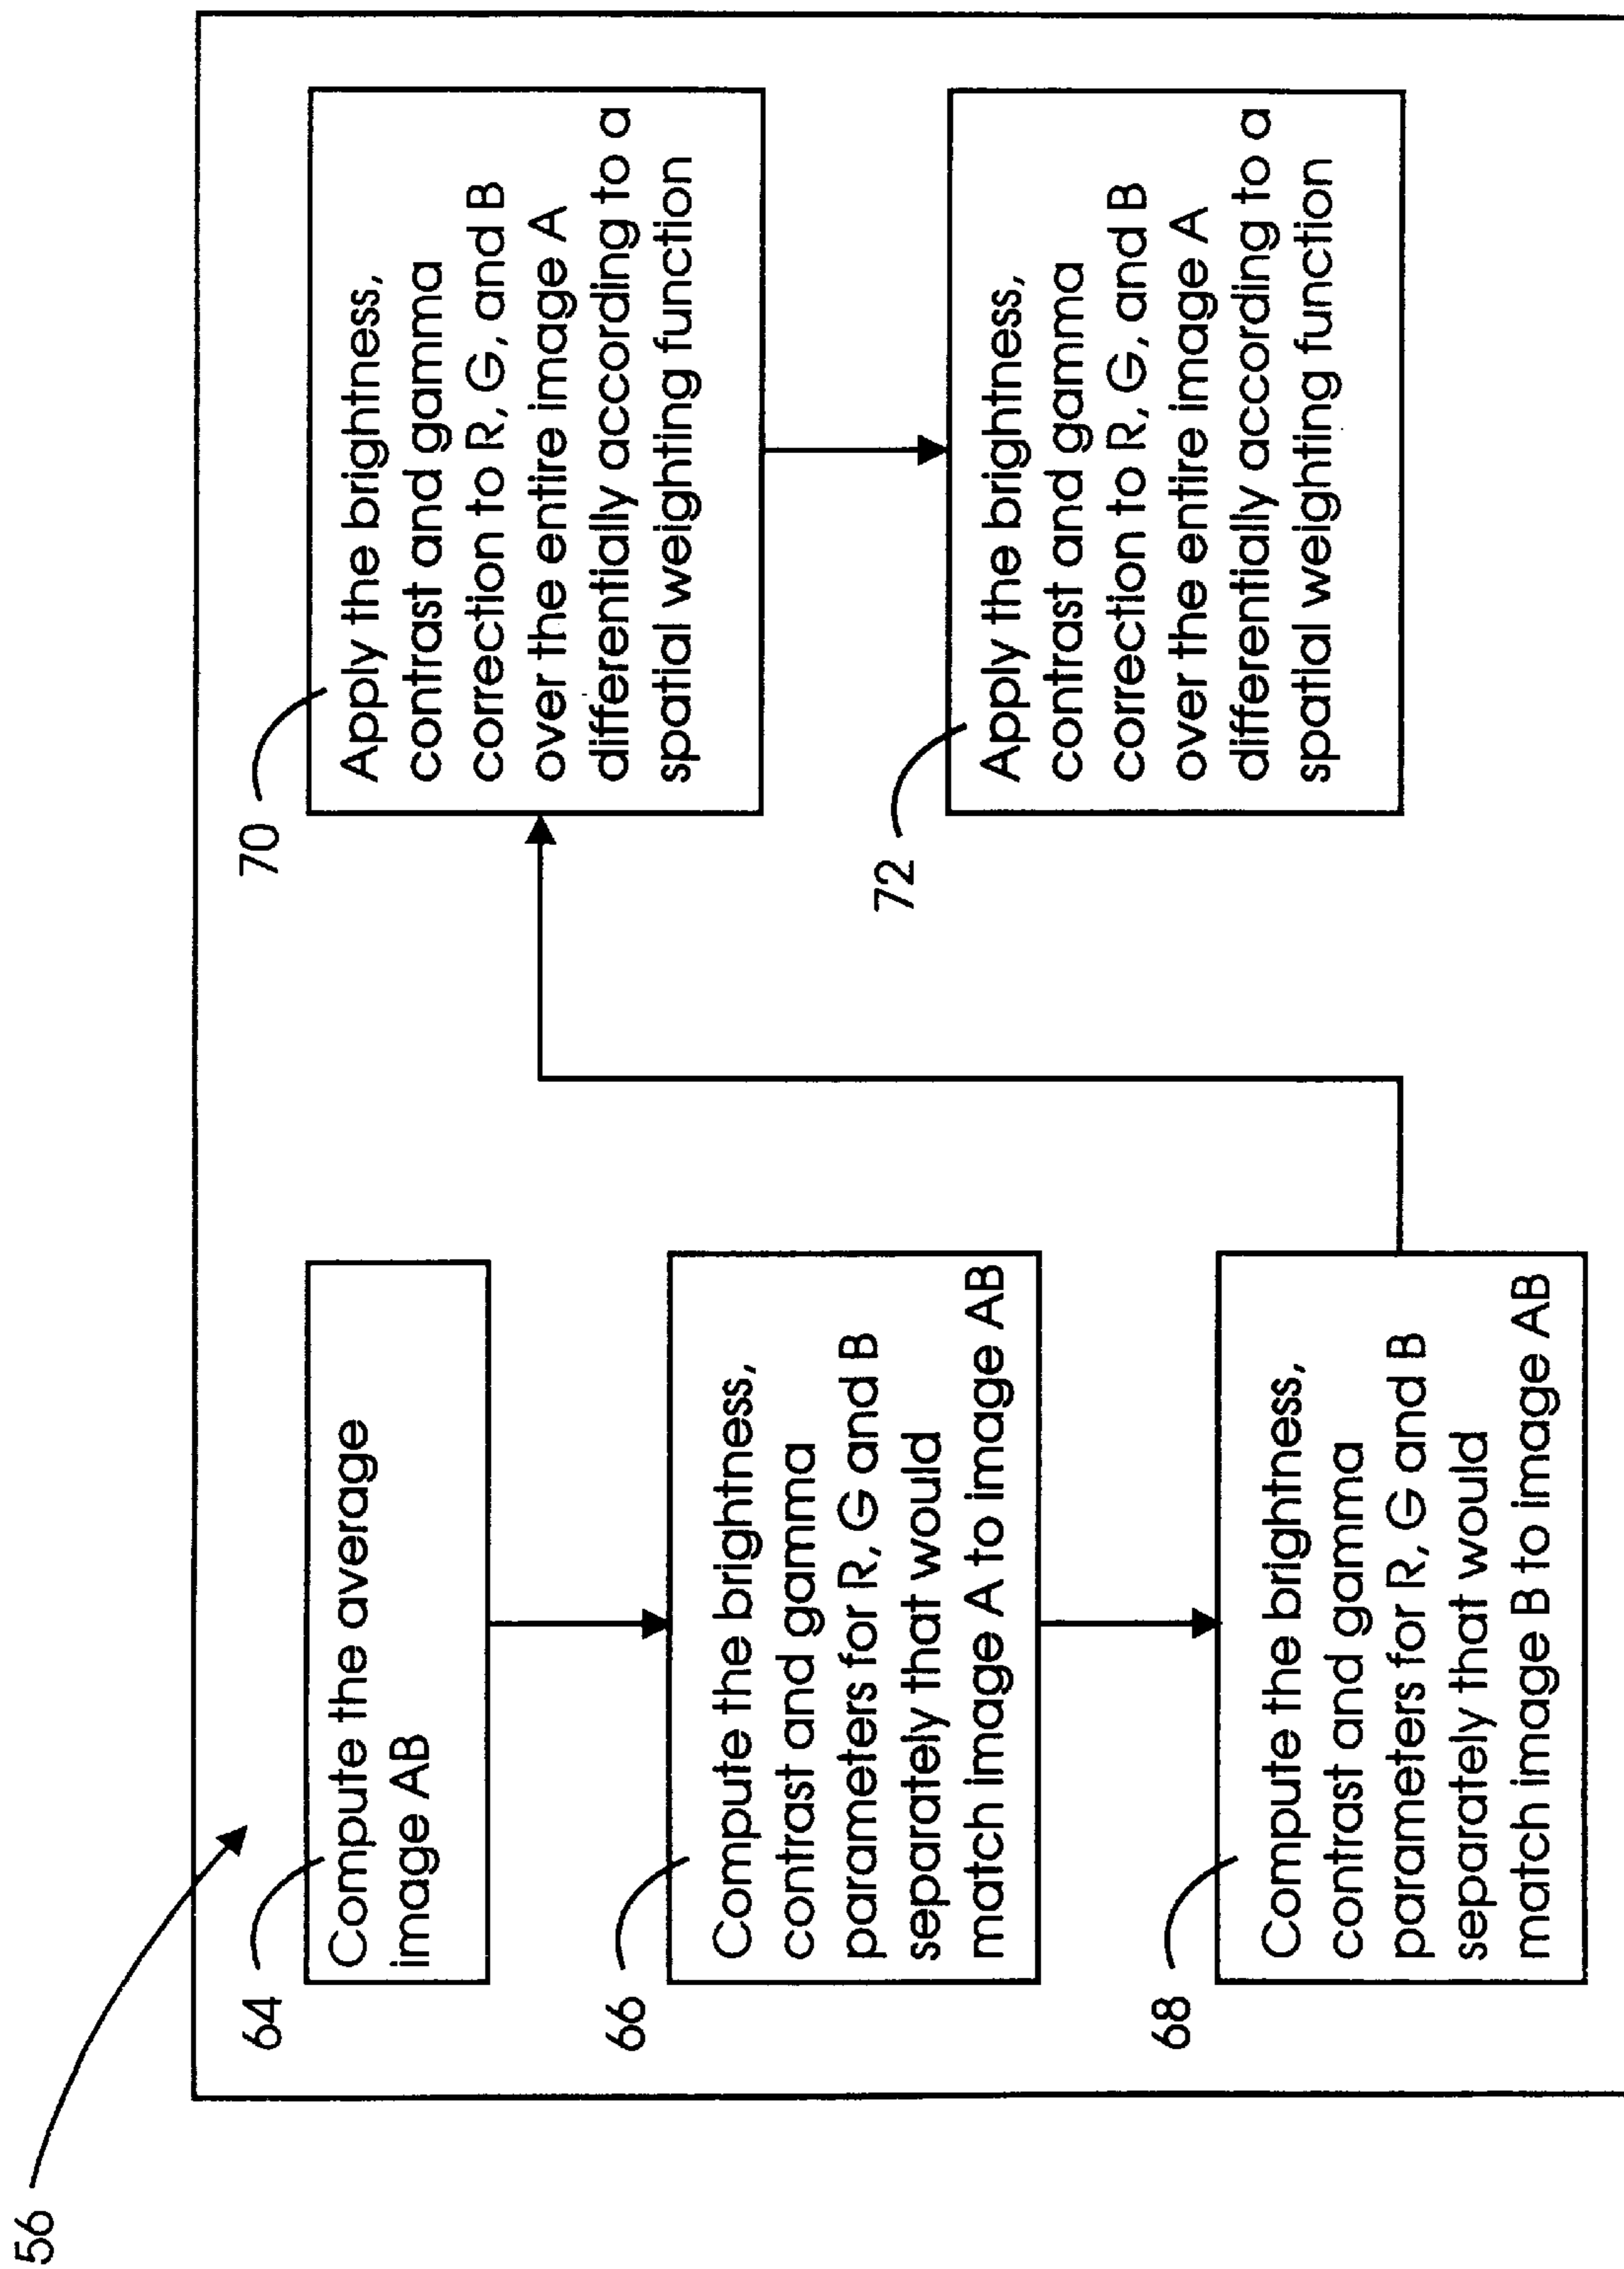 56
64
Compute the average
image AB
66
Compute the brightness,
contrast and gamma
parameters for R, G and B
separately that would
match image A to image AB
68
Compute the brightness,
contrast and gamma
parameters for R, G and B
separately that would
match image B to image AB
70
Apply the brightness,
contrast and gamma
correction to R, G, and B
over the entire image A
differentially according to a
spatial weighting function
72
Apply the brightness,
contrast and gamma
correction to R, G, and B
over the entire image A
differentially according to a
spatial weighting function